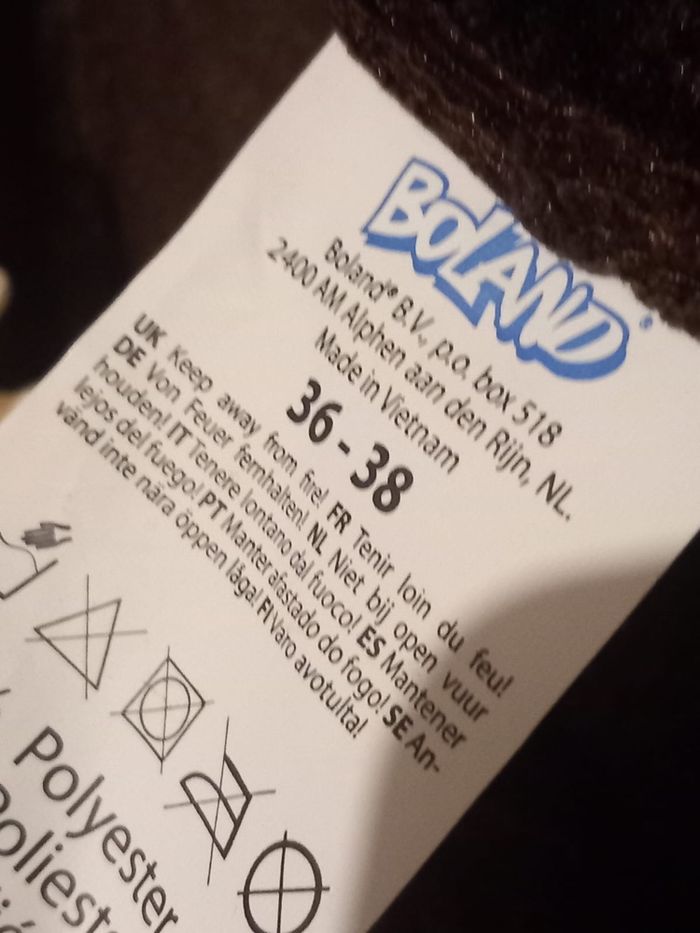 BOLAND
Boland® B.V., p.o. box 518
2400 AM Alphen aan den Rijn, NL.
Made in Vietnam
36 - 38
UK Keep away from fire! FR Tenir loin du feu!
DE Von Feuer fernhalten! NL Niet bij open vuur
houden! IT Tenere lontano dal fuoco! ES Mantener
lejos del fuego! PT Manter afastado do fogo! SE An-
vänd inte nära öppen låga! FI Varo avotulta!
Polyester